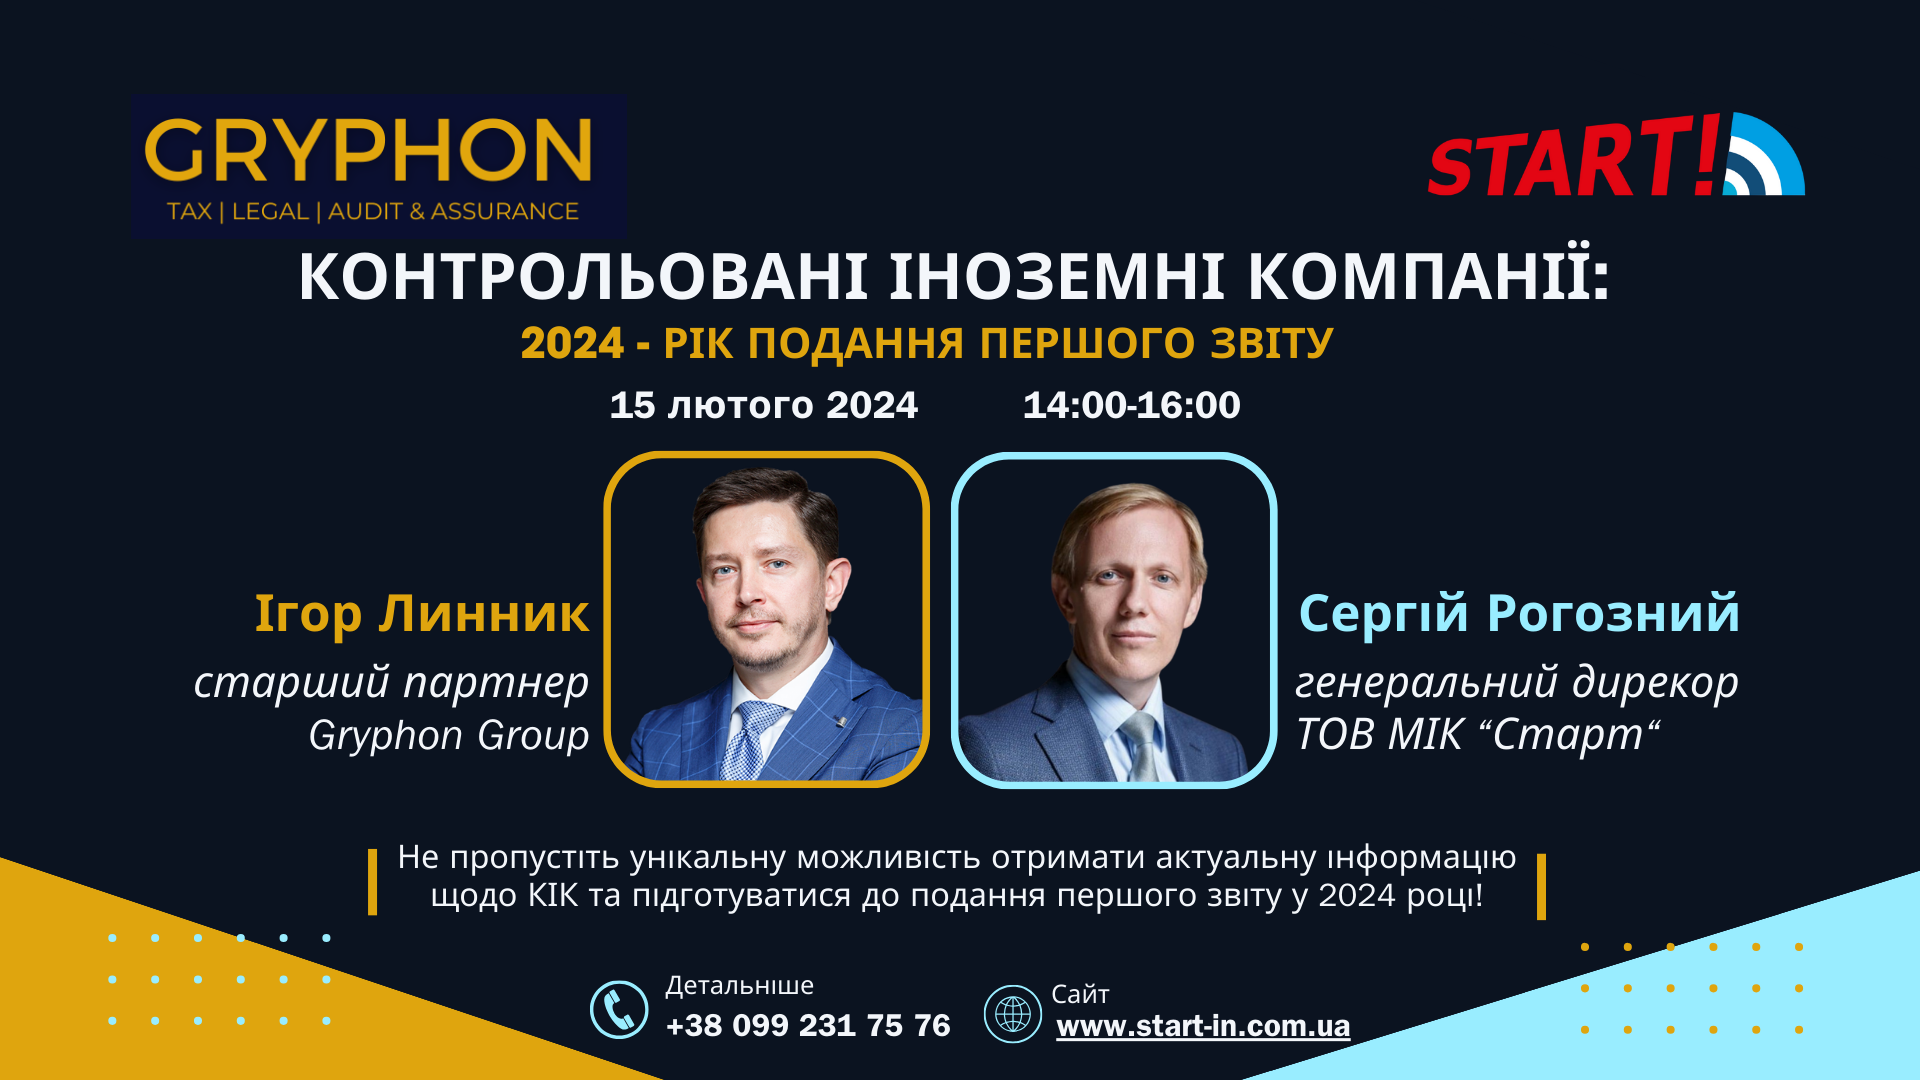 GRYPHON
TAX | LEGAL | AUDIT & ASSURANCE
START!
КОНТРОЛЬОВАНІ ІНОЗЕМНІ КОМПАНІЇ:
2024 - РІК ПОДАННЯ ПЕРШОГО ЗВІТУ
15 лютого 2024 14:00-16:00
Ігор Линник
старший партнер
Gryphon Group
Сергій Рогозний
генеральний дирекор
ТОВ МІК “Старт“
Не пропустіть унікальну можливість отримати актуальну інформацію
щодо КІК та підготуватися до подання першого звіту у 2024 році!
Детальніше
+38 099 231 75 76
Сайт
www.start-in.com.ua